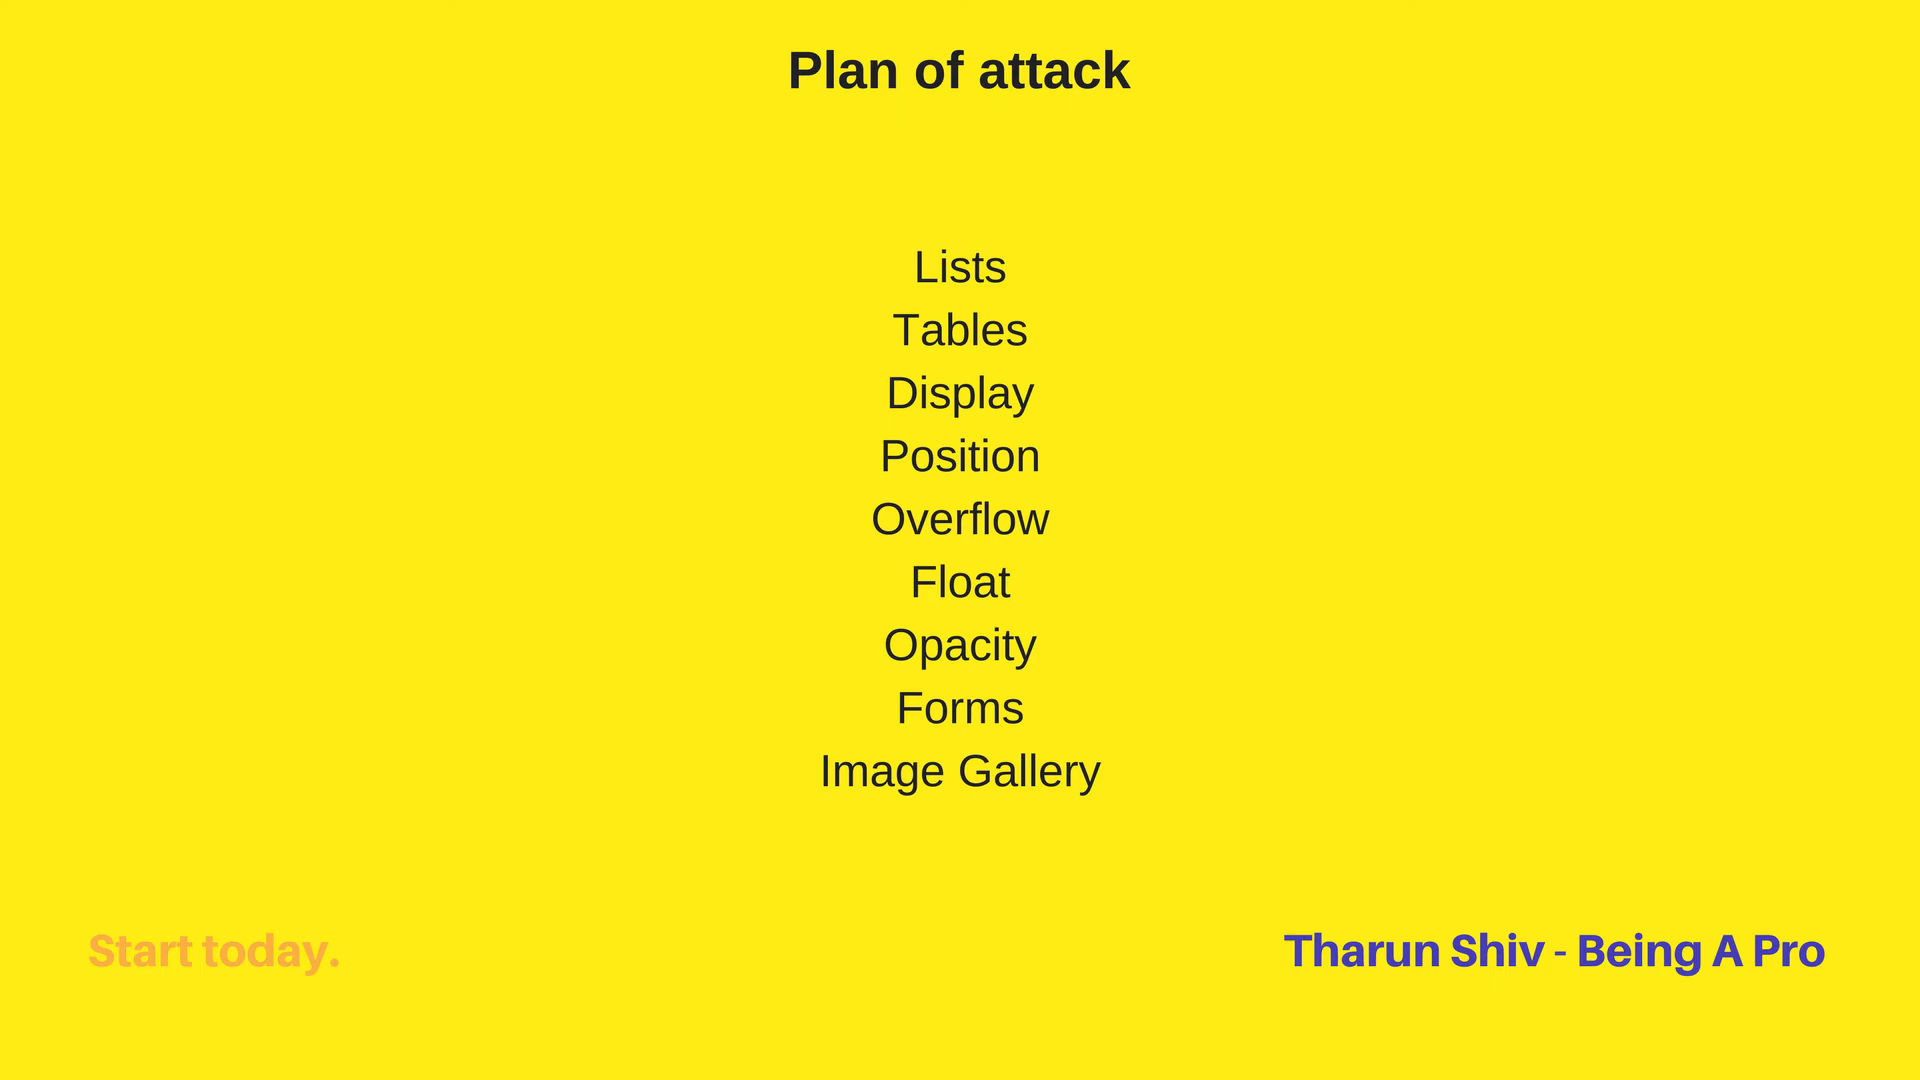 Plan of attack
Lists
Tables
Display
Position
Overflow
Float
Opacity
Forms
Image Gallery
Start today.
Tharun Shiv - Being A Pro